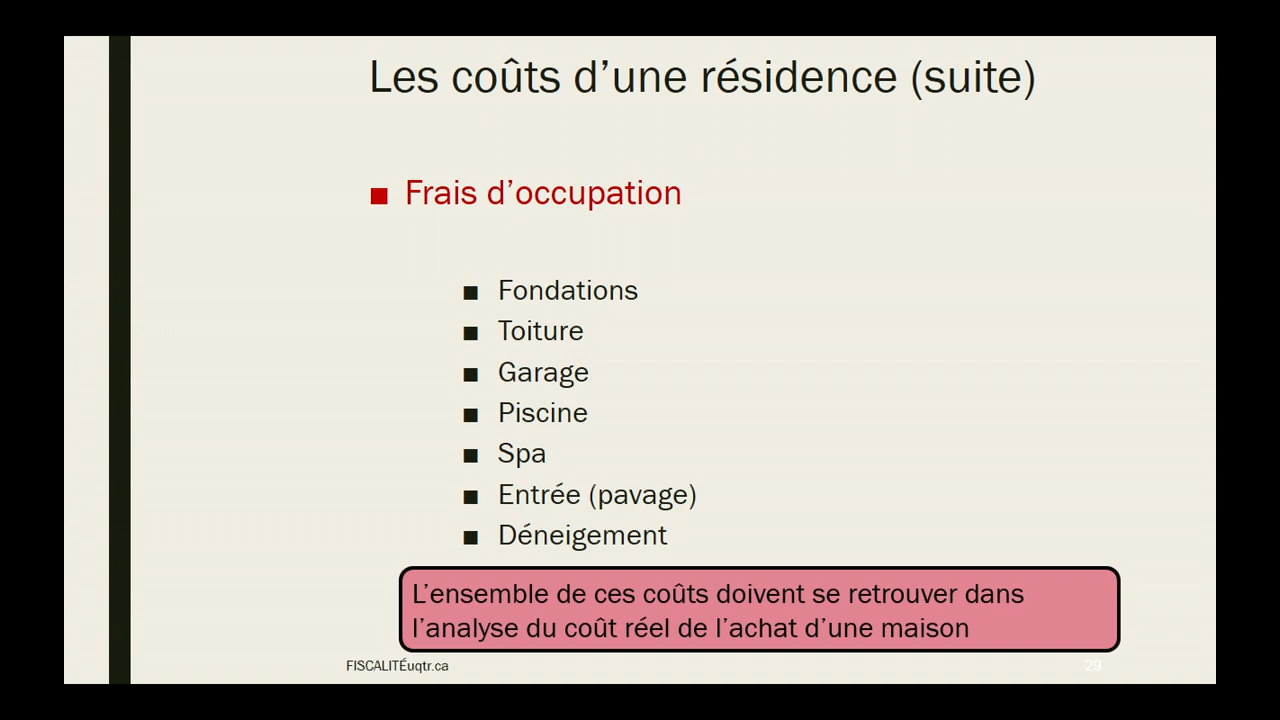 Les coûts d’une résidence (suite)
■ Frais d’occupation
■ Fondations
■ Toiture
■ Garage
■ Piscine
■ Spa
■ Entrée (pavage)
■ Déneigement
L’ensemble de ces coûts doivent se retrouver dans
l’analyse du coût réel de l’achat d’une maison
FISCALITÉuqtr.ca
29